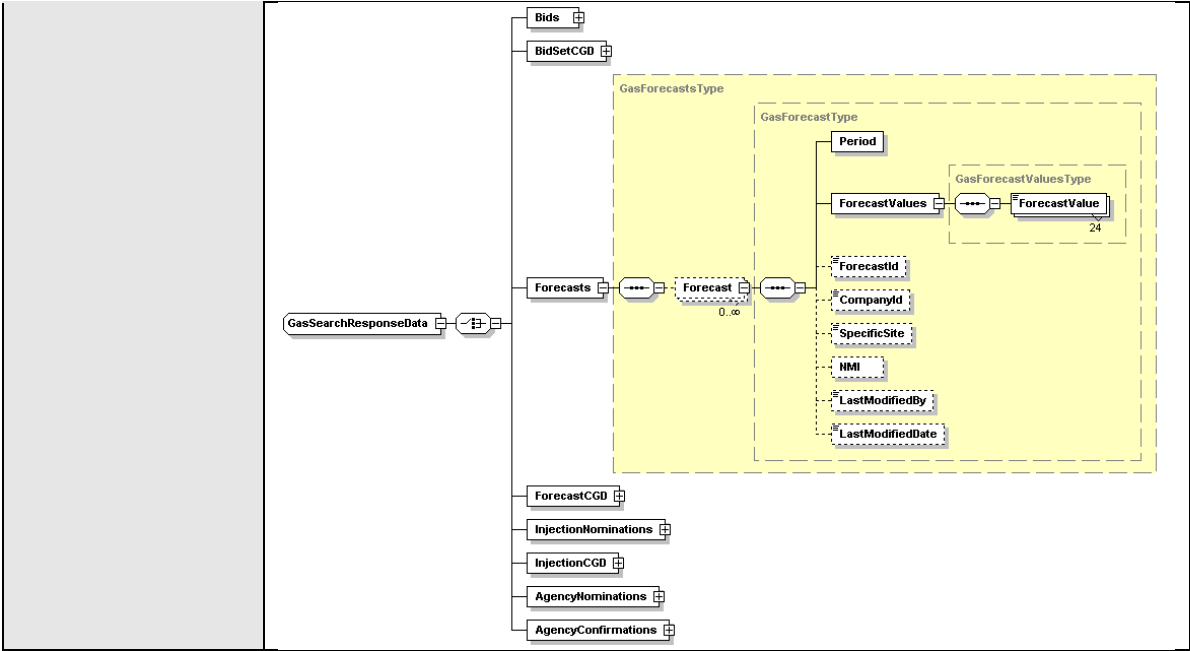 Bids
BidSetCGD
GasForecastsType
GasForecastType
Period
GasForecastValuesType
ForecastValues
ForecastValue
24
ForecastId
Forecasts
Forecast
CompanyId
0..∞
GasSearchResponseData
SpecificSite
NMI
LastModifiedBy
LastModifiedDate
ForecastCGD
InjectionNominations
InjectionCGD
AgencyNominations
AgencyConfirmations